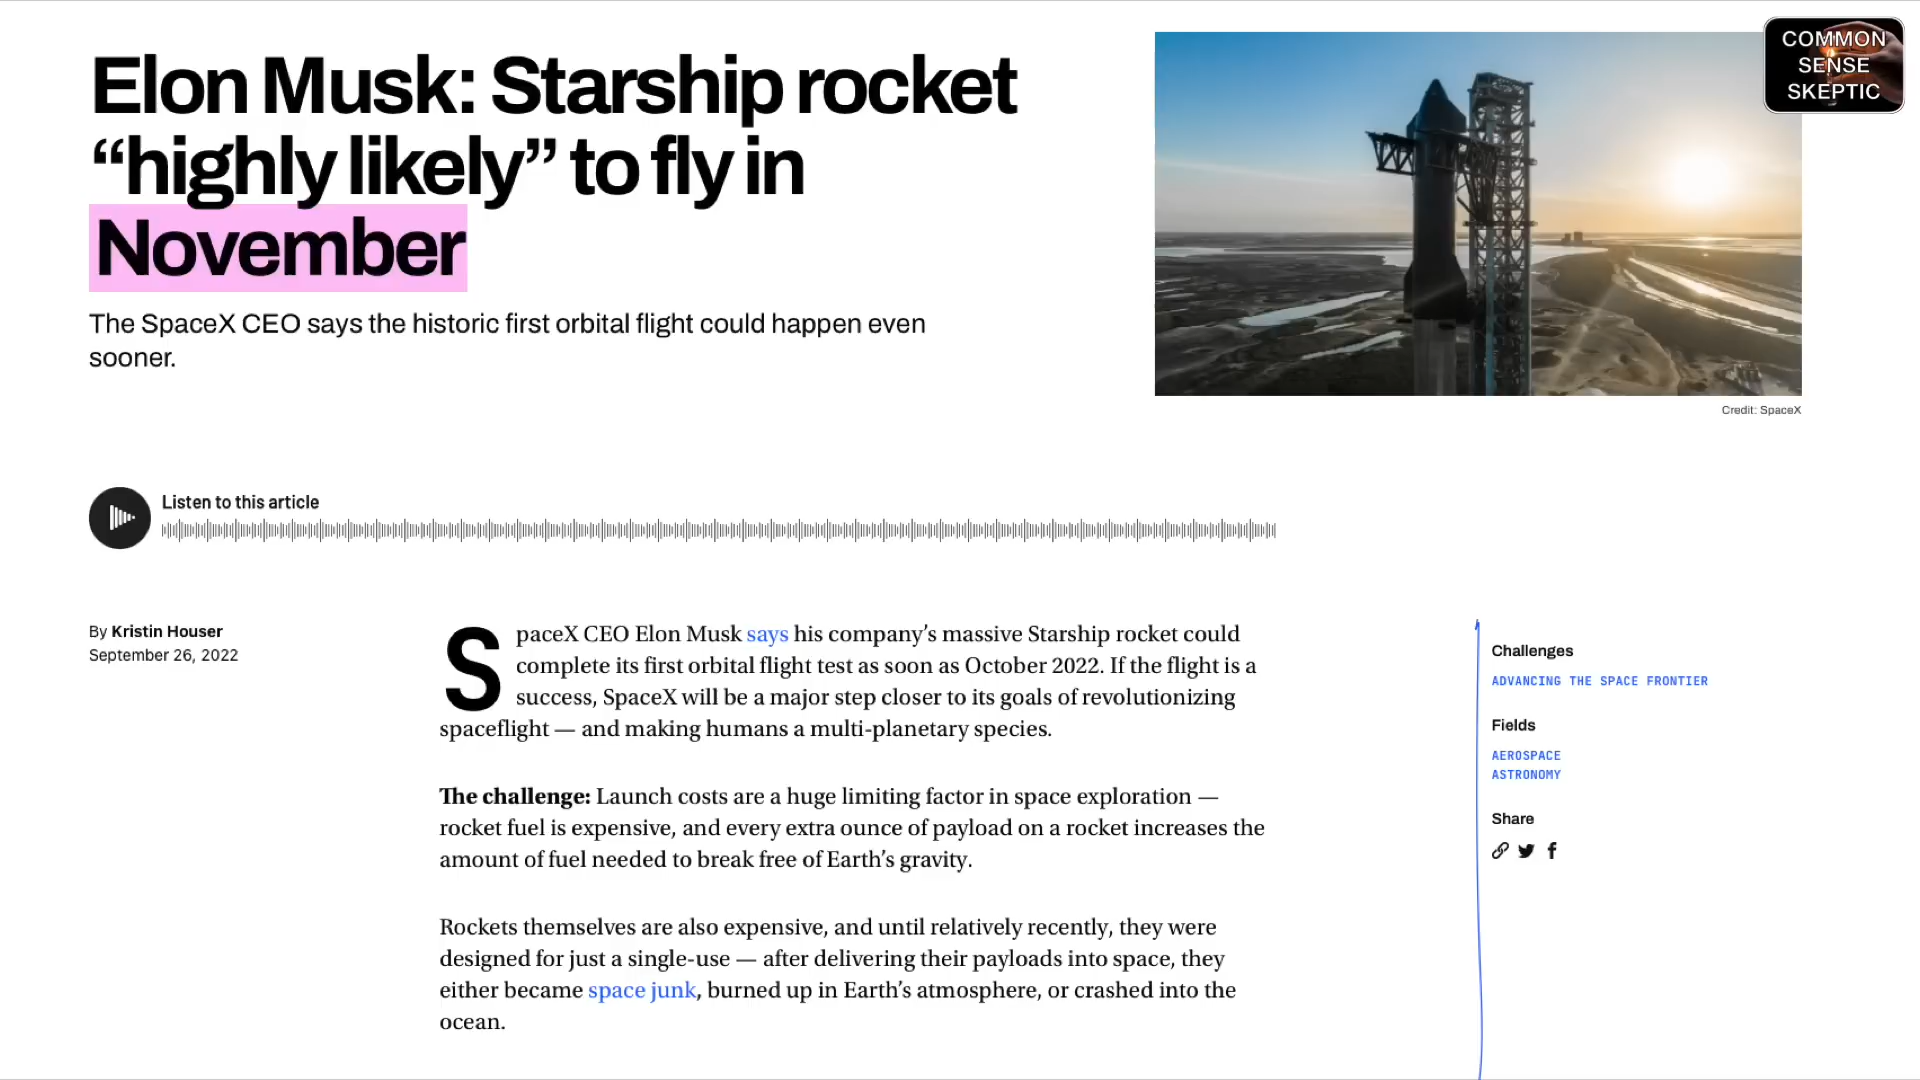 Elon Musk: Starship rocket
“highly likely” to fly in
November
The SpaceX CEO says the historic first orbital flight could happen even
sooner.
COMMON
SENSE
SKEPTIC
Credit: SpaceX
Listen to this article
By Kristin Houser
September 26, 2022
SpaceX CEO Elon Musk says his company’s massive Starship rocket could
complete its first orbital flight test as soon as October 2022. If the flight is a
success, SpaceX will be a major step closer to its goals of revolutionizing
spaceflight — and making humans a multi-planetary species.
The challenge: Launch costs are a huge limiting factor in space exploration —
rocket fuel is expensive, and every extra ounce of payload on a rocket increases the
amount of fuel needed to break free of Earth’s gravity.
Rockets themselves are also expensive, and until relatively recently, they were
designed for just a single-use — after delivering their payloads into space, they
either became space junk, burned up in Earth’s atmosphere, or crashed into the
ocean.
Challenges
ADVANCING THE SPACE FRONTIER
Fields
AEROSPACE
ASTRONOMY
Share